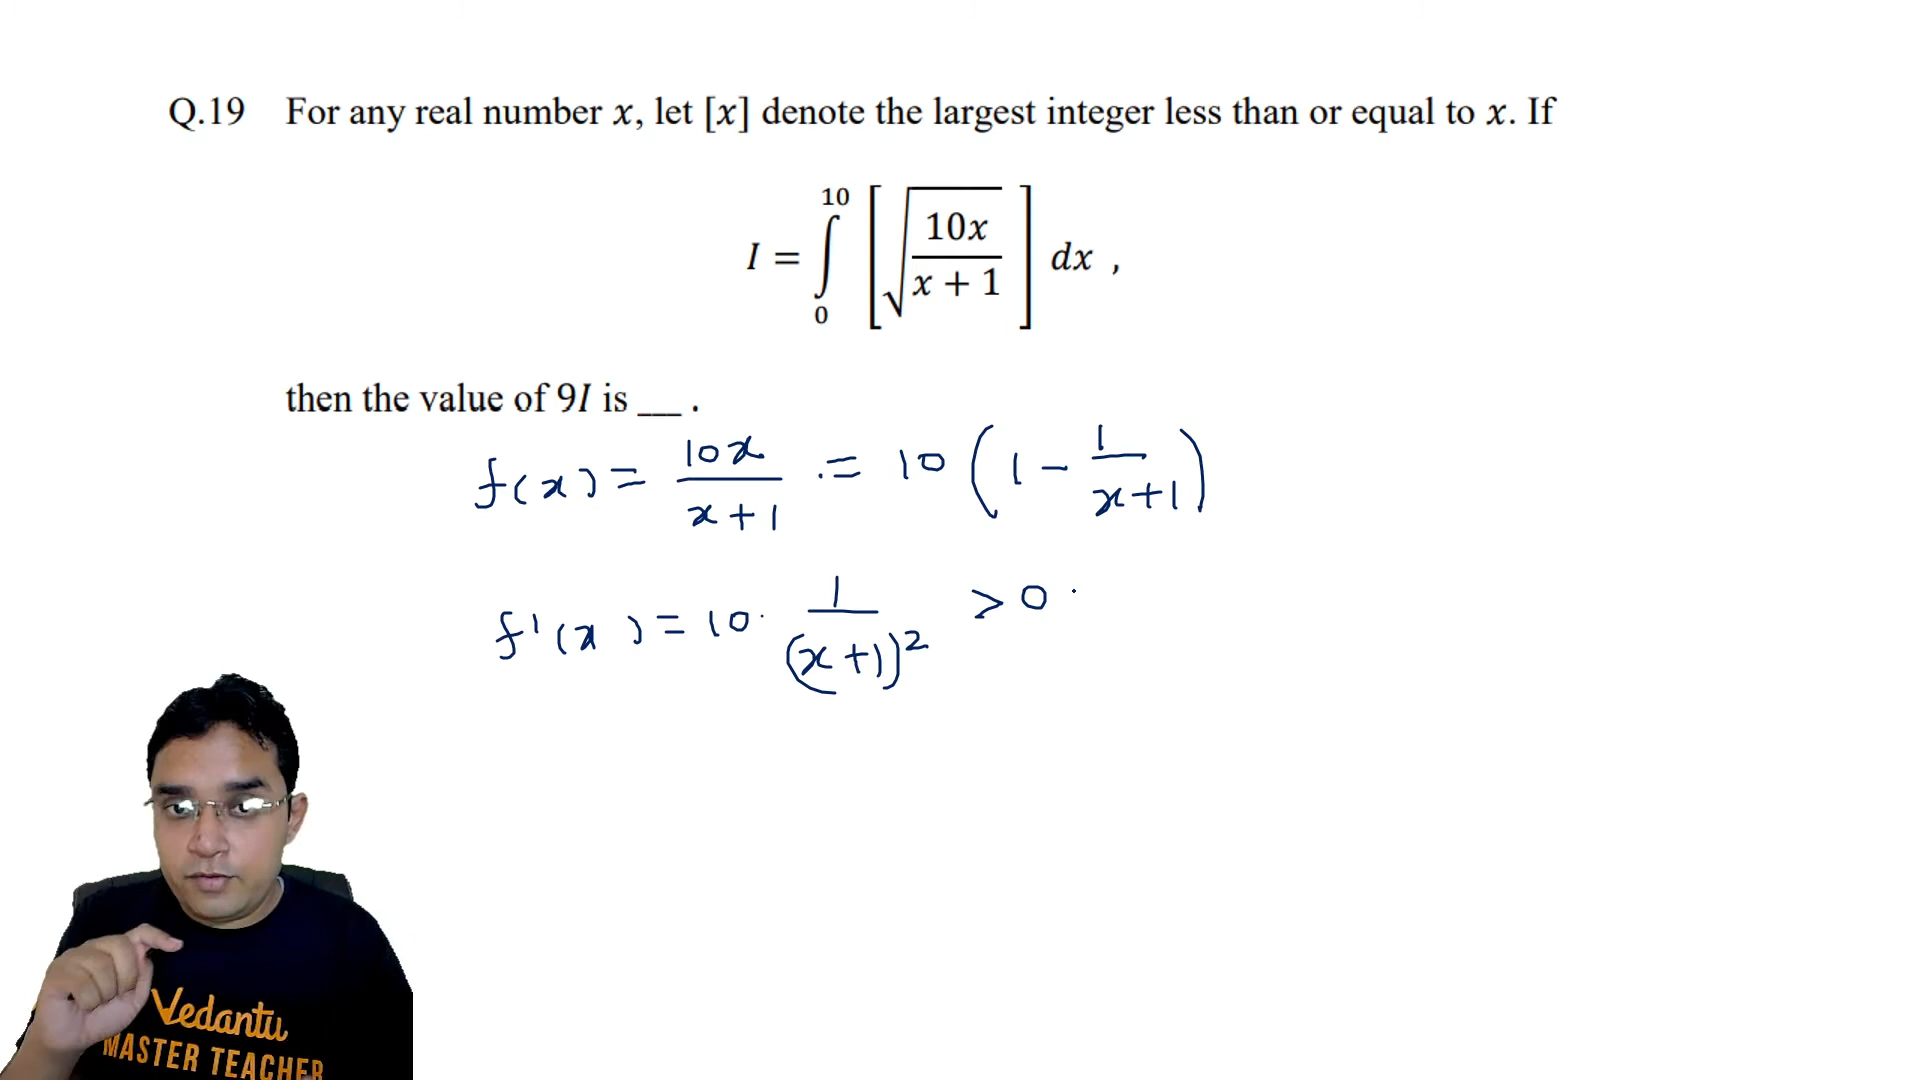 Q.19 For any real number x, let [x] denote the largest integer less than or equal to x. If
I = ∫₀¹⁰ [√(10x/(x + 1))] dx ,
then the value of 9I is ___ .
f(x) = 10x/(x+1) .= 10(1 - 1/(x+1))
f'(x) = 10. 1/(x+1)² > 0 .
Vedantu
MASTER TEACHER